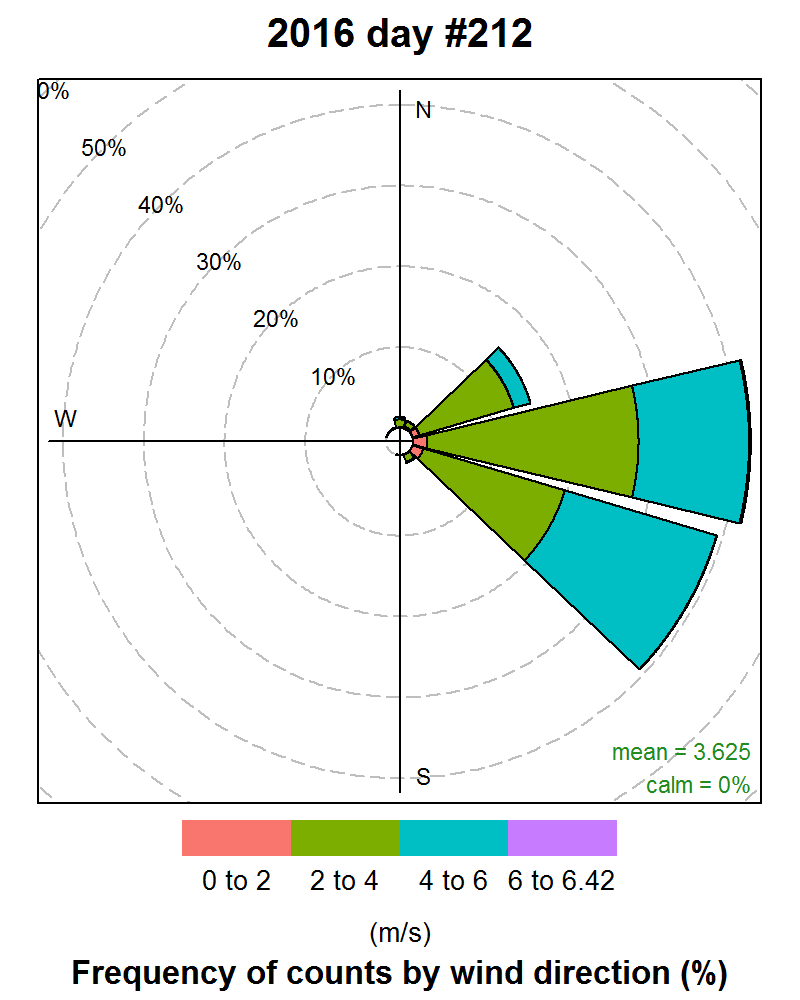 2016 day #212
0%
N
50%
40%
30%
20%
10%
W
S
mean = 3.625
calm = 0%
0 to 2 2 to 4 4 to 6 6 to 6.42
(m/s)
Frequency of counts by wind direction (%)